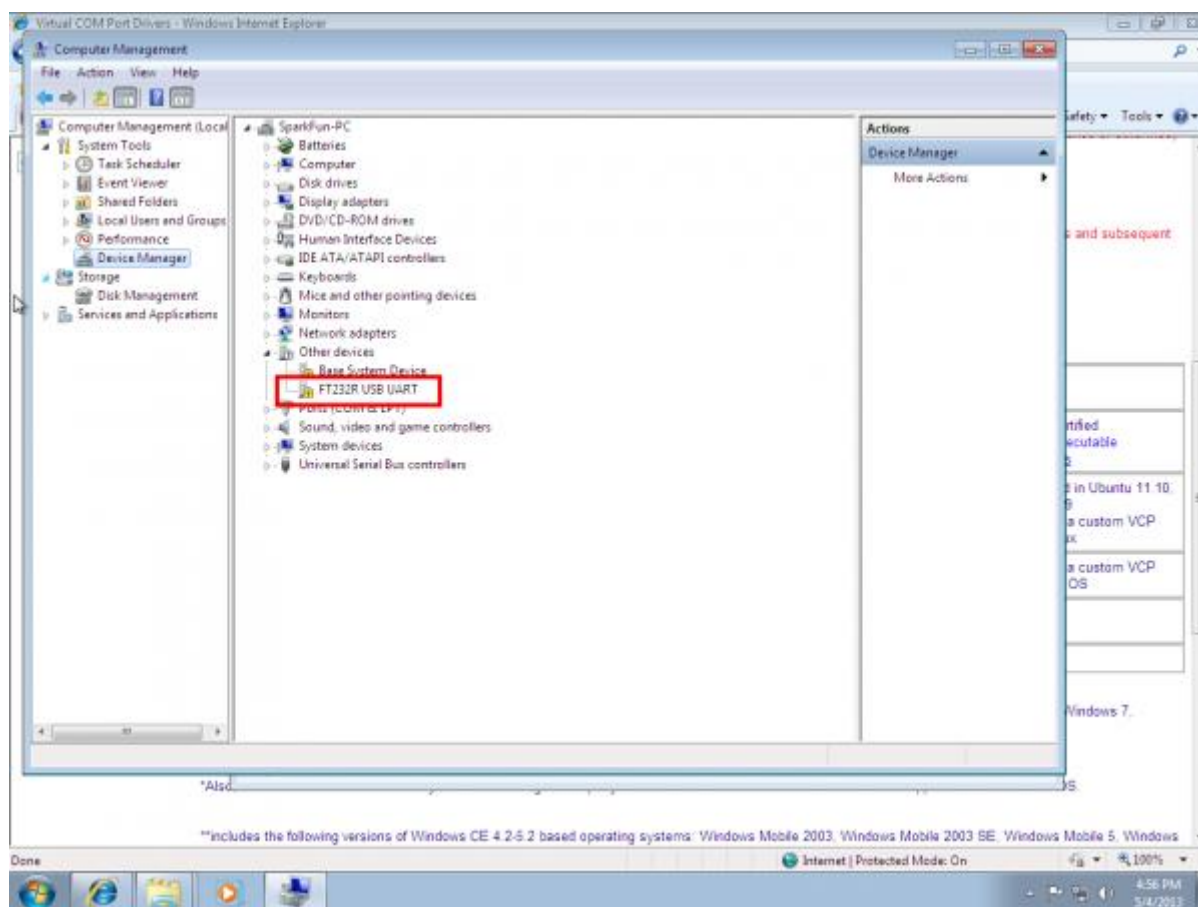 Virtual COM Port Drivers - Windows Internet Explorer
Computer Management
File Action View Help
Safety Tools
Computer Management (Local
System Tools
Task Scheduler
Event Viewer
Shared Folders
Local Users and Groups
Performance
Device Manager
Storage
Disk Management
Services and Applications
SparkFun-PC
Batteries
Computer
Disk drives
Display adapters
DVD/CD-ROM drives
Human Interface Devices
IDE ATA/ATAPI controllers
Keyboards
Mice and other pointing devices
Monitors
Network adapters
Other devices
Base System Device
FT232R USB UART
Ports (COM & LPT)
Sound, video and game controllers
System devices
Universal Serial Bus controllers
Actions
Device Manager
More Actions
s and subsequent
rtified
ecutable
d in Ubuntu 11.10,
a custom VCP
a custom VCP
OS
Windows 7,
*Also
OS.
**includes the following versions of Windows CE 4.2-5.2 based operating systems: Windows Mobile 2003, Windows Mobile 2003 SE, Windows Mobile 5, Windows
Done
Internet | Protected Mode: On
100%
4:56 PM
5/4/2013